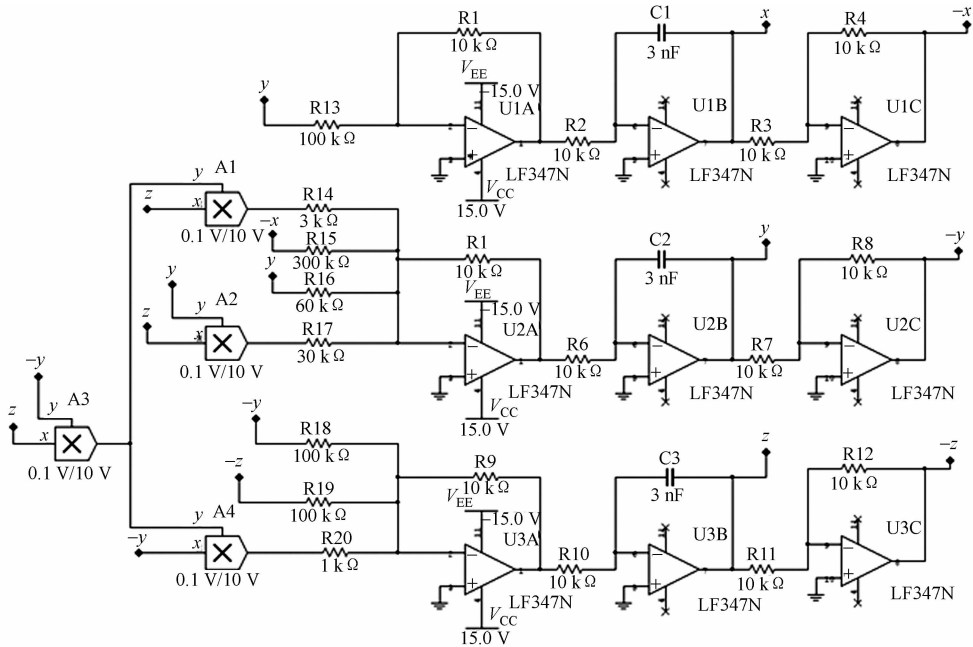 R1
10 kΩ
C1
3 nF
x
R4
10 kΩ
−x
V_EE
−15.0 V
U1A
U1B
U1C
y
R13
100 kΩ
R2
10 kΩ
R3
10 kΩ
LF347N
LF347N
LF347N
V_CC
15.0 V
y
A1
z
x
0.1 V/10 V
R14
3 kΩ
−x
R15
300 kΩ
y
R16
60 kΩ
R1
10 kΩ
C2
3 nF
y
R8
10 kΩ
−y
V_EE
−15.0 V
U2A
U2B
U2C
y
A2
y
z
x
0.1 V/10 V
R17
30 kΩ
R6
10 kΩ
R7
10 kΩ
LF347N
LF347N
LF347N
V_CC
15.0 V
−y
A3
y
z
x
0.1 V/10 V
−y
R18
100 kΩ
−z
R19
100 kΩ
R9
10 kΩ
C3
3 nF
z
R12
10 kΩ
−z
V_EE
−15.0 V
U3A
U3B
U3C
y
A4
−y
x
0.1 V/10 V
R20
1 kΩ
R10
10 kΩ
R11
10 kΩ
LF347N
LF347N
LF347N
V_CC
15.0 V